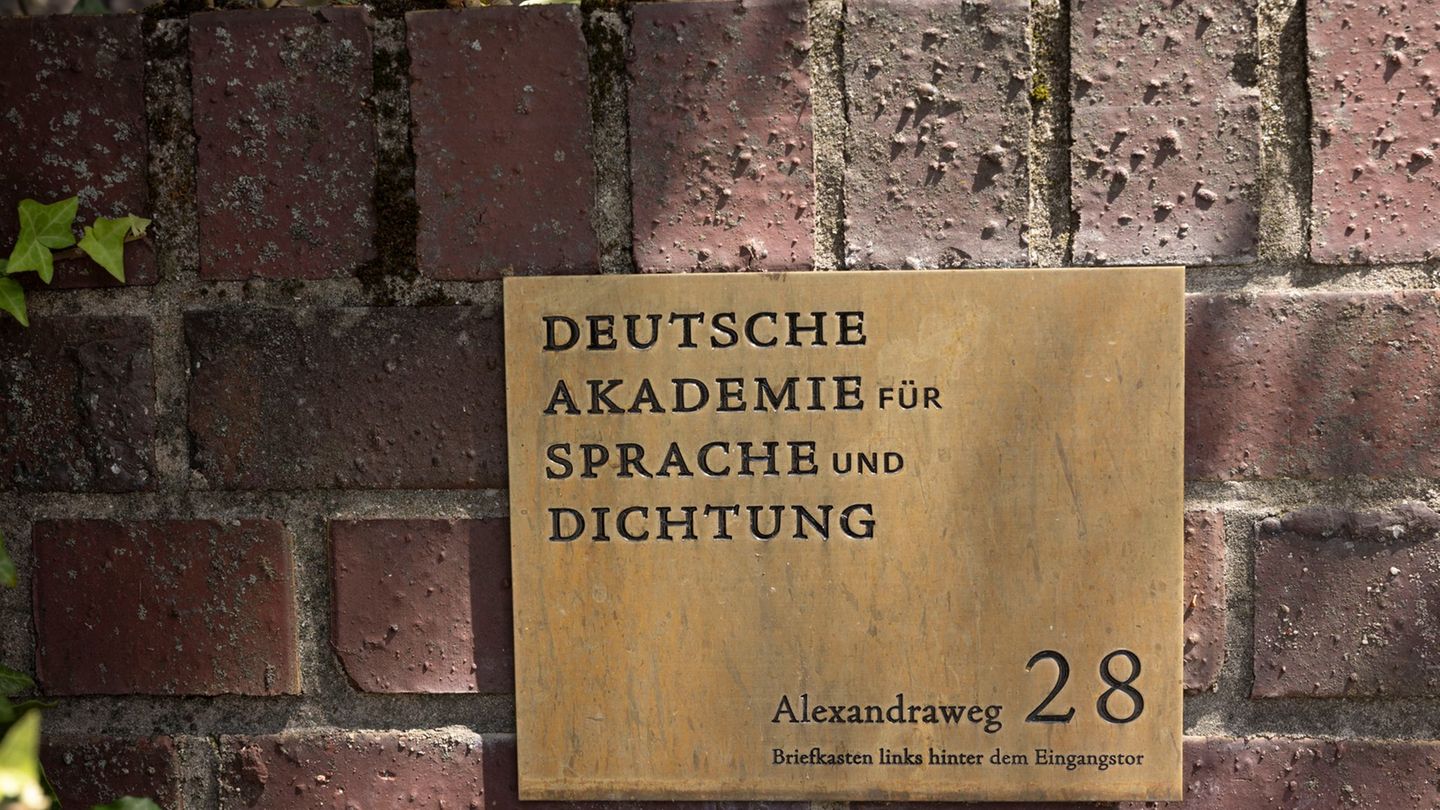 DEUTSCHE
AKADEMIE FÜR
SPRACHE UND
DICHTUNG
Alexandraweg 28
Briefkasten links hinter dem Eingangstor